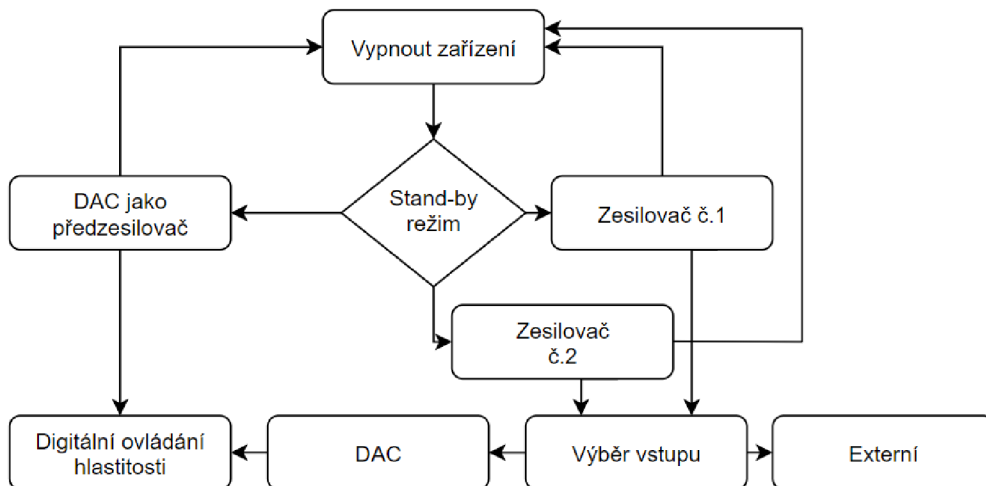 Vypnout zařízení
DAC jako
předzesilovač
Stand-by
režim
Zesilovač č.1
Zesilovač
č.2
Digitální ovládání
hlastitosti
DAC
Výběr vstupu
Externí